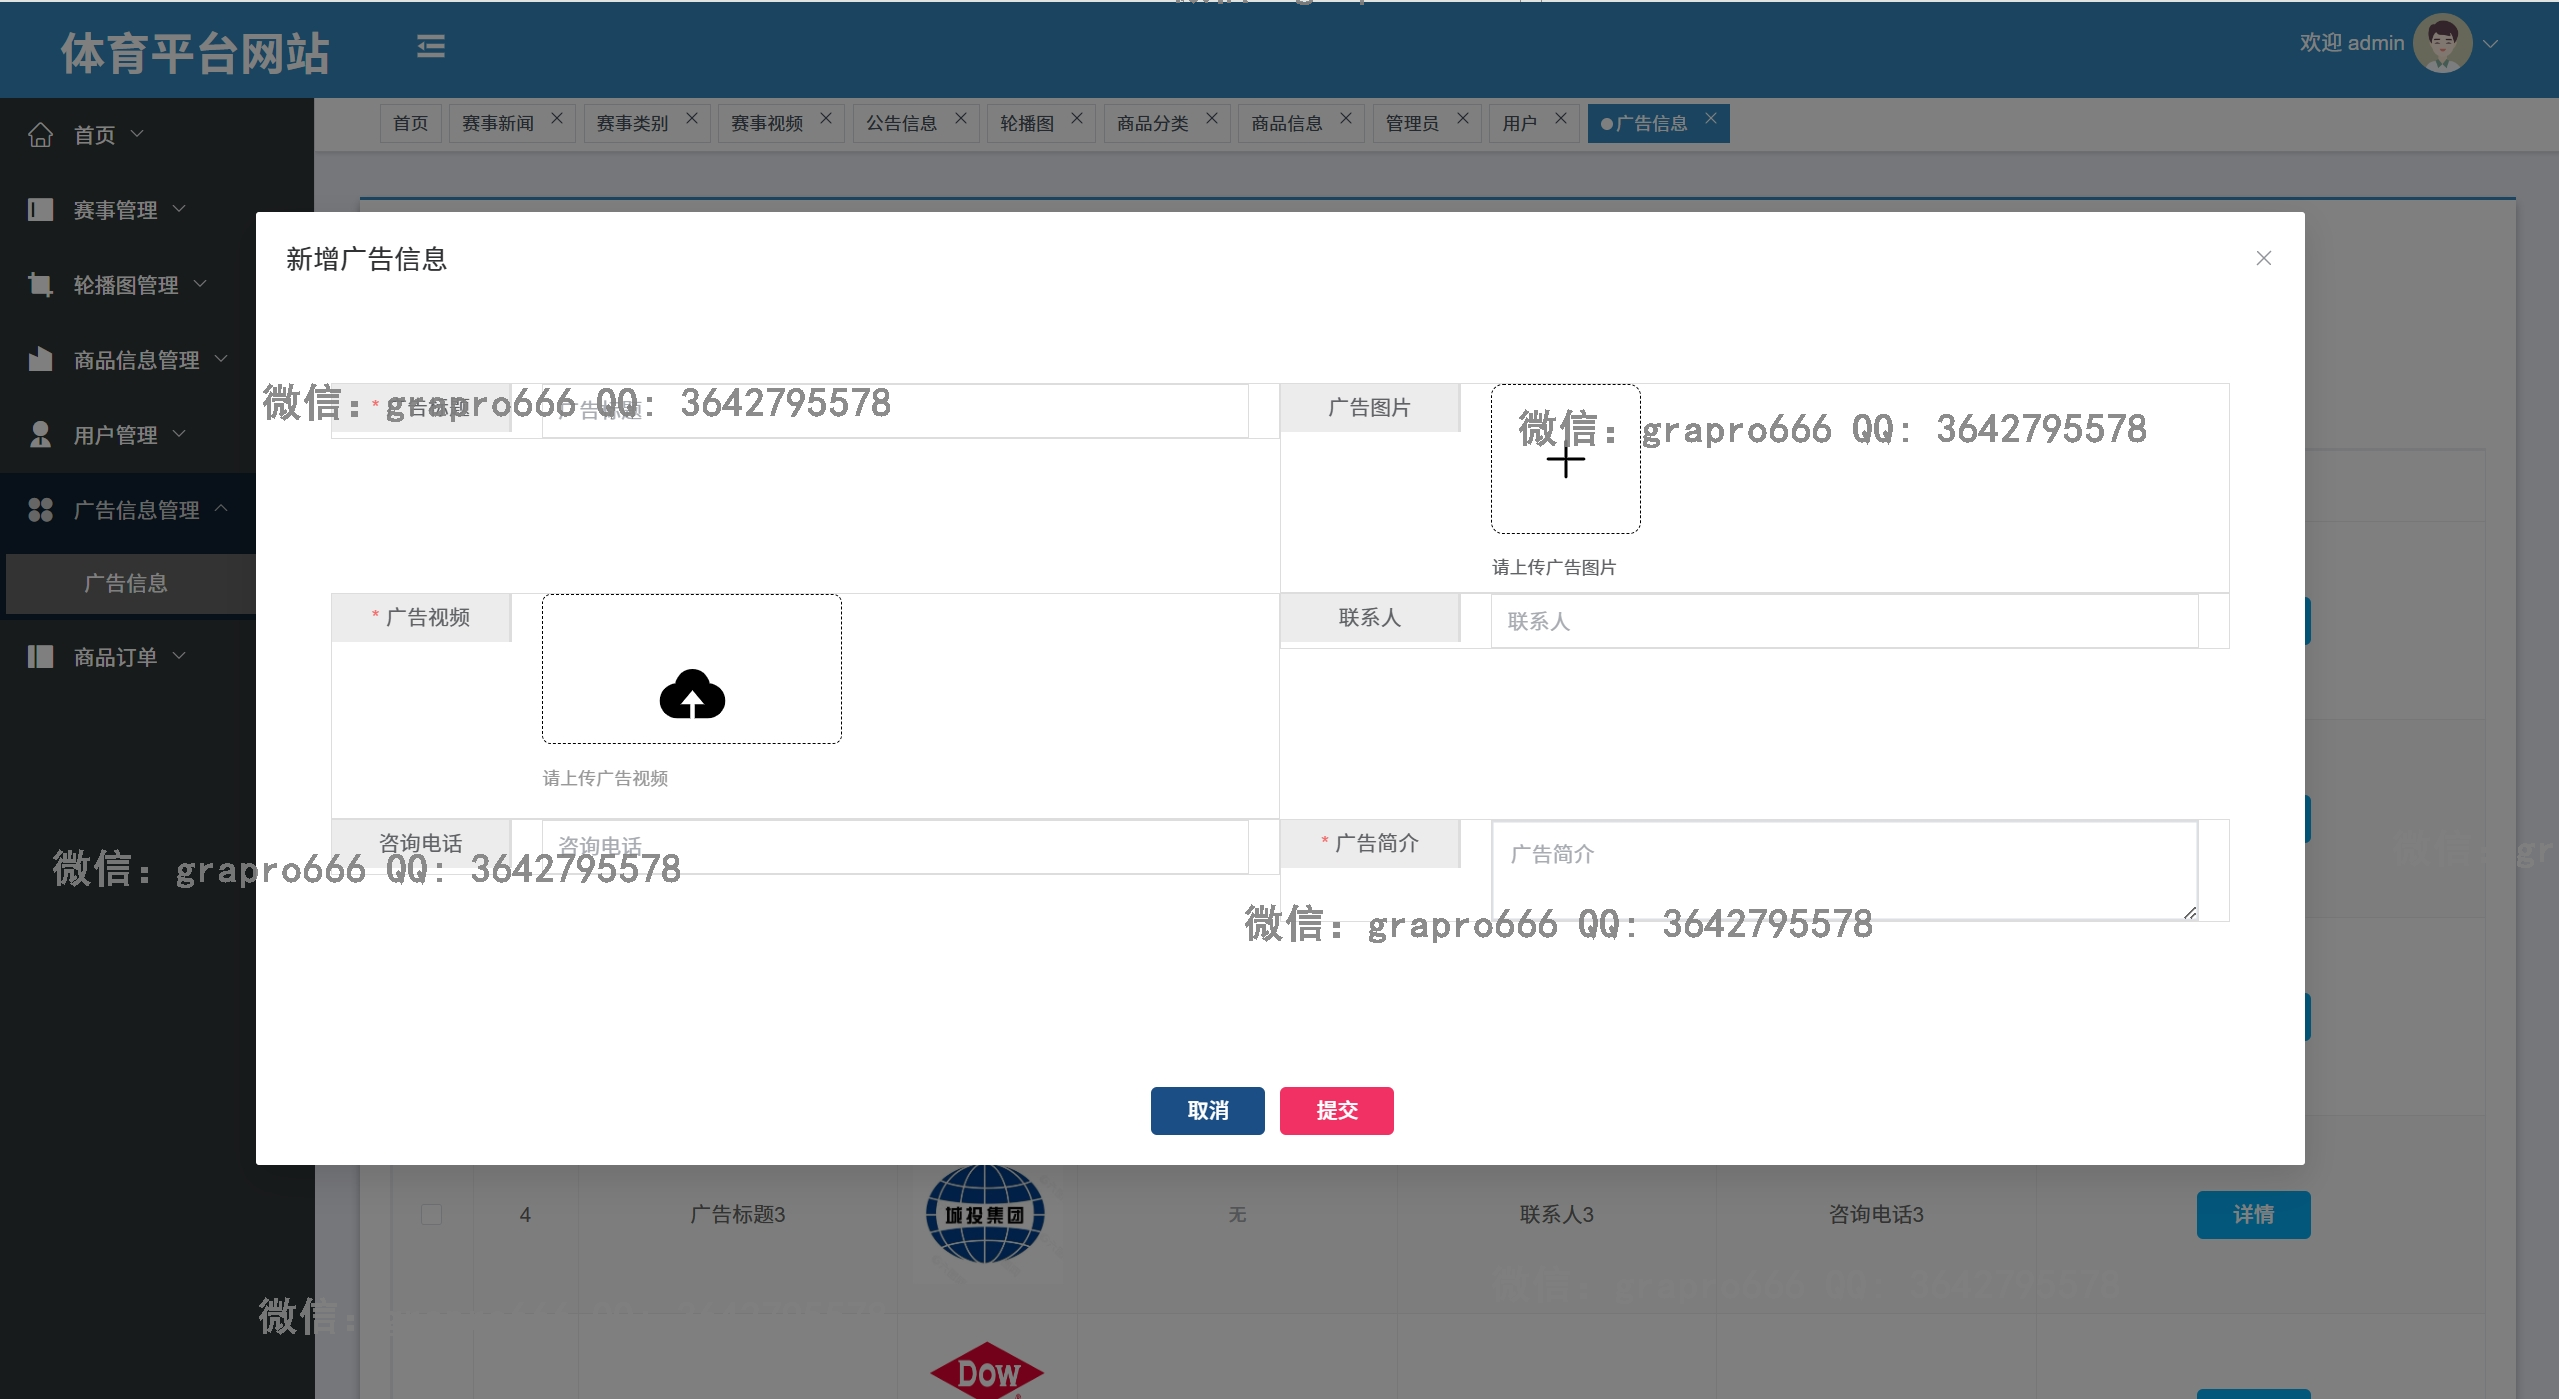 体育平台网站
欢迎 admin
首页
赛事新闻
赛事类别
赛事视频
公告信息
轮播图
商品分类
商品信息
管理员
用户
广告信息
首页
赛事管理
轮播图管理
商品信息管理
用户管理
广告信息管理
广告信息
商品订单
新增广告信息
* 广告标题
广告标题
微信：grapro666 QQ：3642795578
广告图片
微信：grapro666 QQ：3642795578
请上传广告图片
* 广告视频
请上传广告视频
联系人
联系人
咨询电话
咨询电话
微信：grapro666 QQ：3642795578
* 广告简介
广告简介
微信：grapro666 QQ：3642795578
取消
提交
4
广告标题3
城投集团
无
联系人3
咨询电话3
详情
微信：grapro666 QQ：3642795578
微信：
DOW